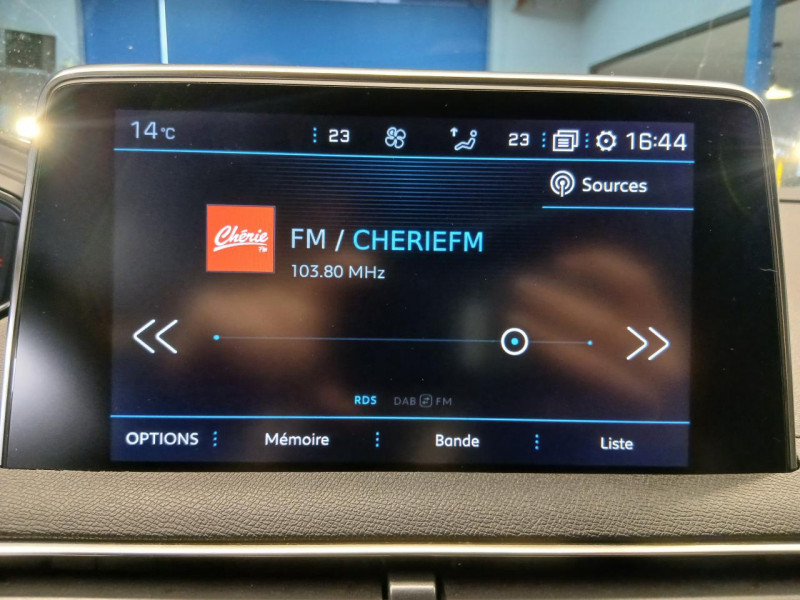 14°C 23 23 16:44
Sources
Chérie FM
FM / CHERIEFM
103.80 MHz
RDS DAB FM
OPTIONS Mémoire Bande Liste